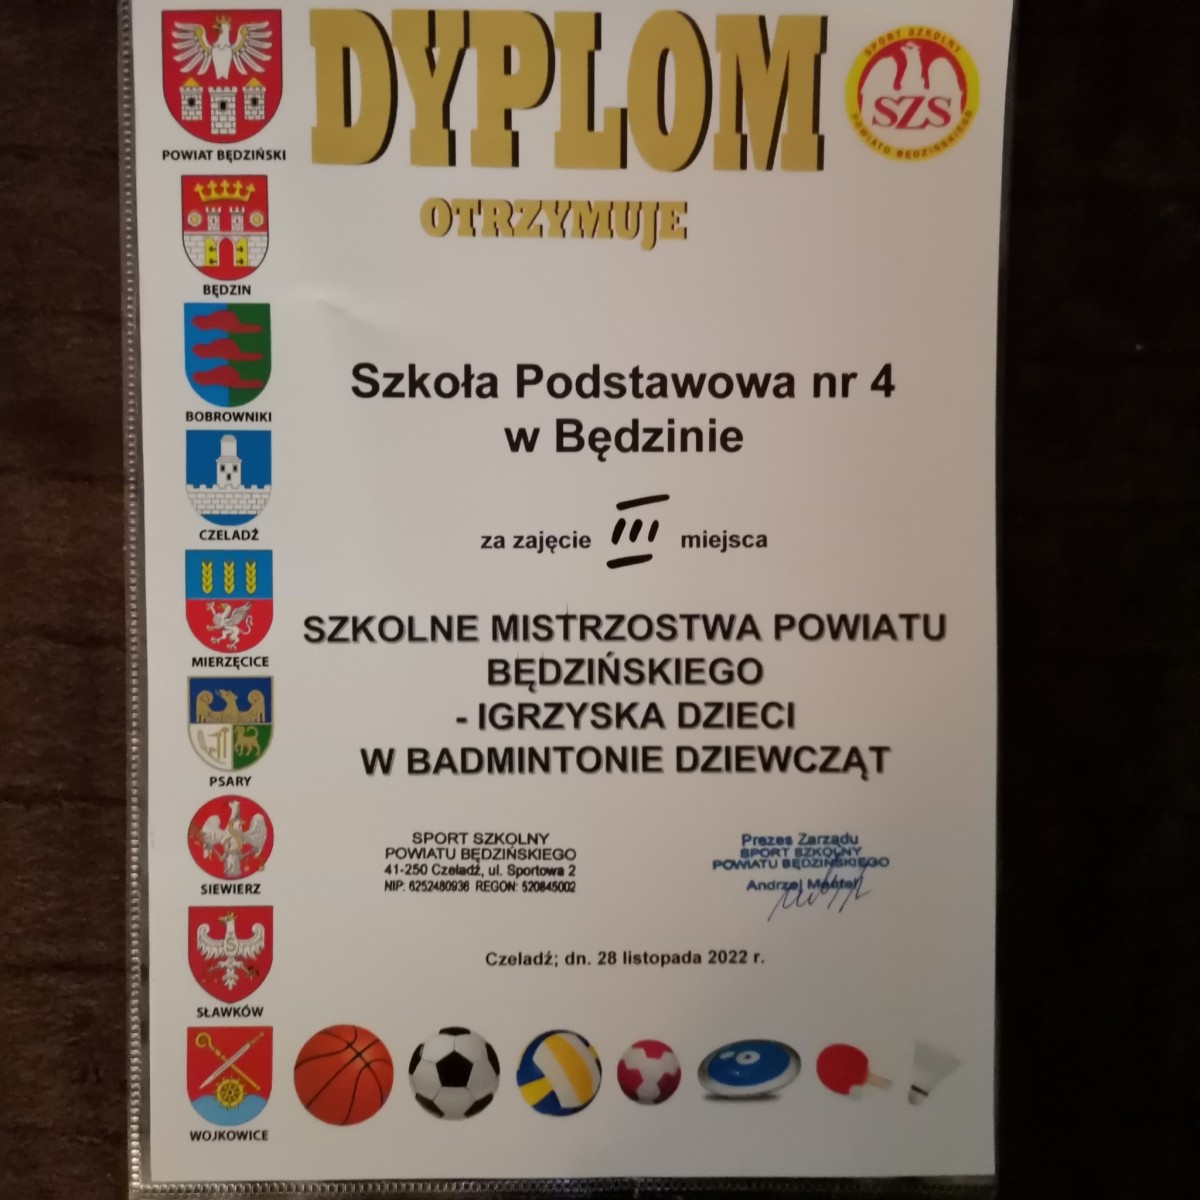 DYPLOM
OTRZYMUJE
SPORT SZKOLNY
SZS
POWIATU BĘDZIŃSKIEGO
POWIAT BĘDZIŃSKI
BĘDZIN
BOBROWNIKI
CZELADŹ
MIERZĘCICE
PSARY
SIEWIERZ
SŁAWKÓW
WOJKOWICE
Szkoła Podstawowa nr 4
w Będzinie
za zajęcie III miejsca
SZKOLNE MISTRZOSTWA POWIATU
BĘDZIŃSKIEGO
- IGRZYSKA DZIECI
W BADMINTONIE DZIEWCZĄT
SPORT SZKOLNY
POWIATU BĘDZIŃSKIEGO
41-250 Czeladź, ul. Sportowa 2
NIP: 6252480936 REGON: 520845002
Prezes Zarządu
SPORT SZKOLNY
POWIATU BĘDZIŃSKIEGO
Andrzej
Czeladź; dn. 28 listopada 2022 r.